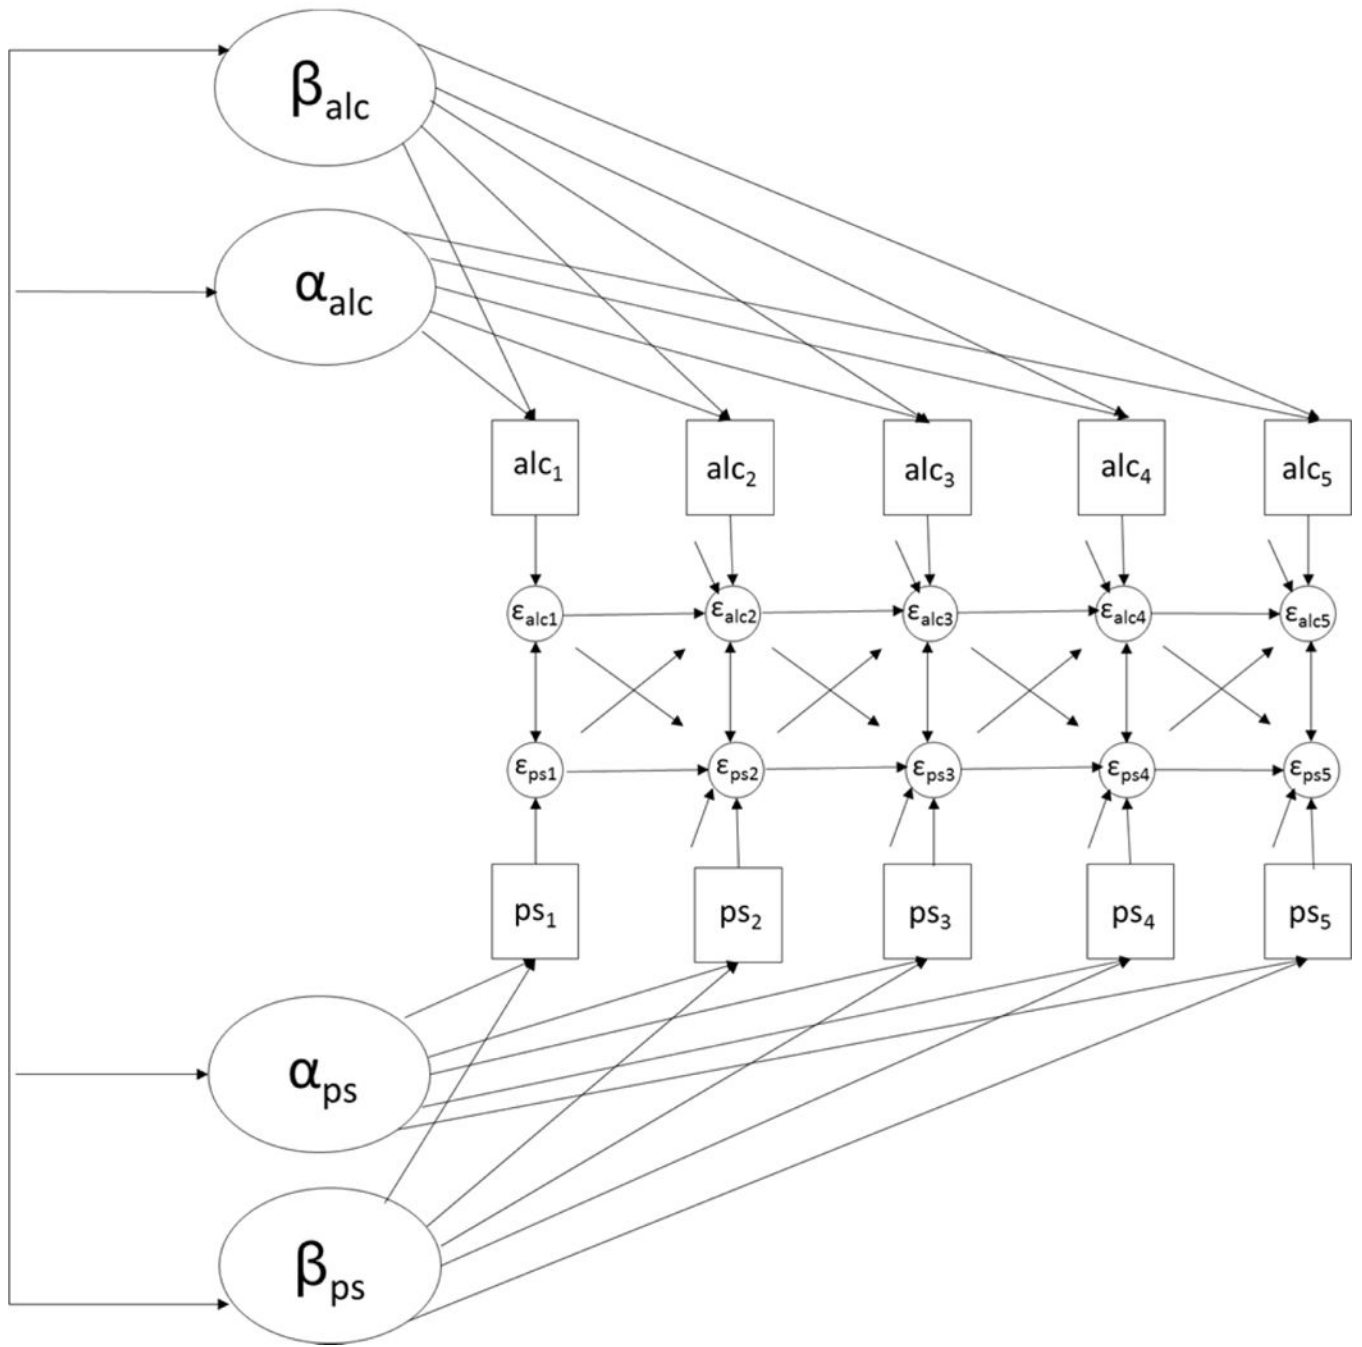 βalc
αalc
alc1 alc2 alc3 alc4 alc5
εalc1 εalc2 εalc3 εalc4 εalc5
εps1 εps2 εps3 εps4 εps5
ps1 ps2 ps3 ps4 ps5
αps
βps